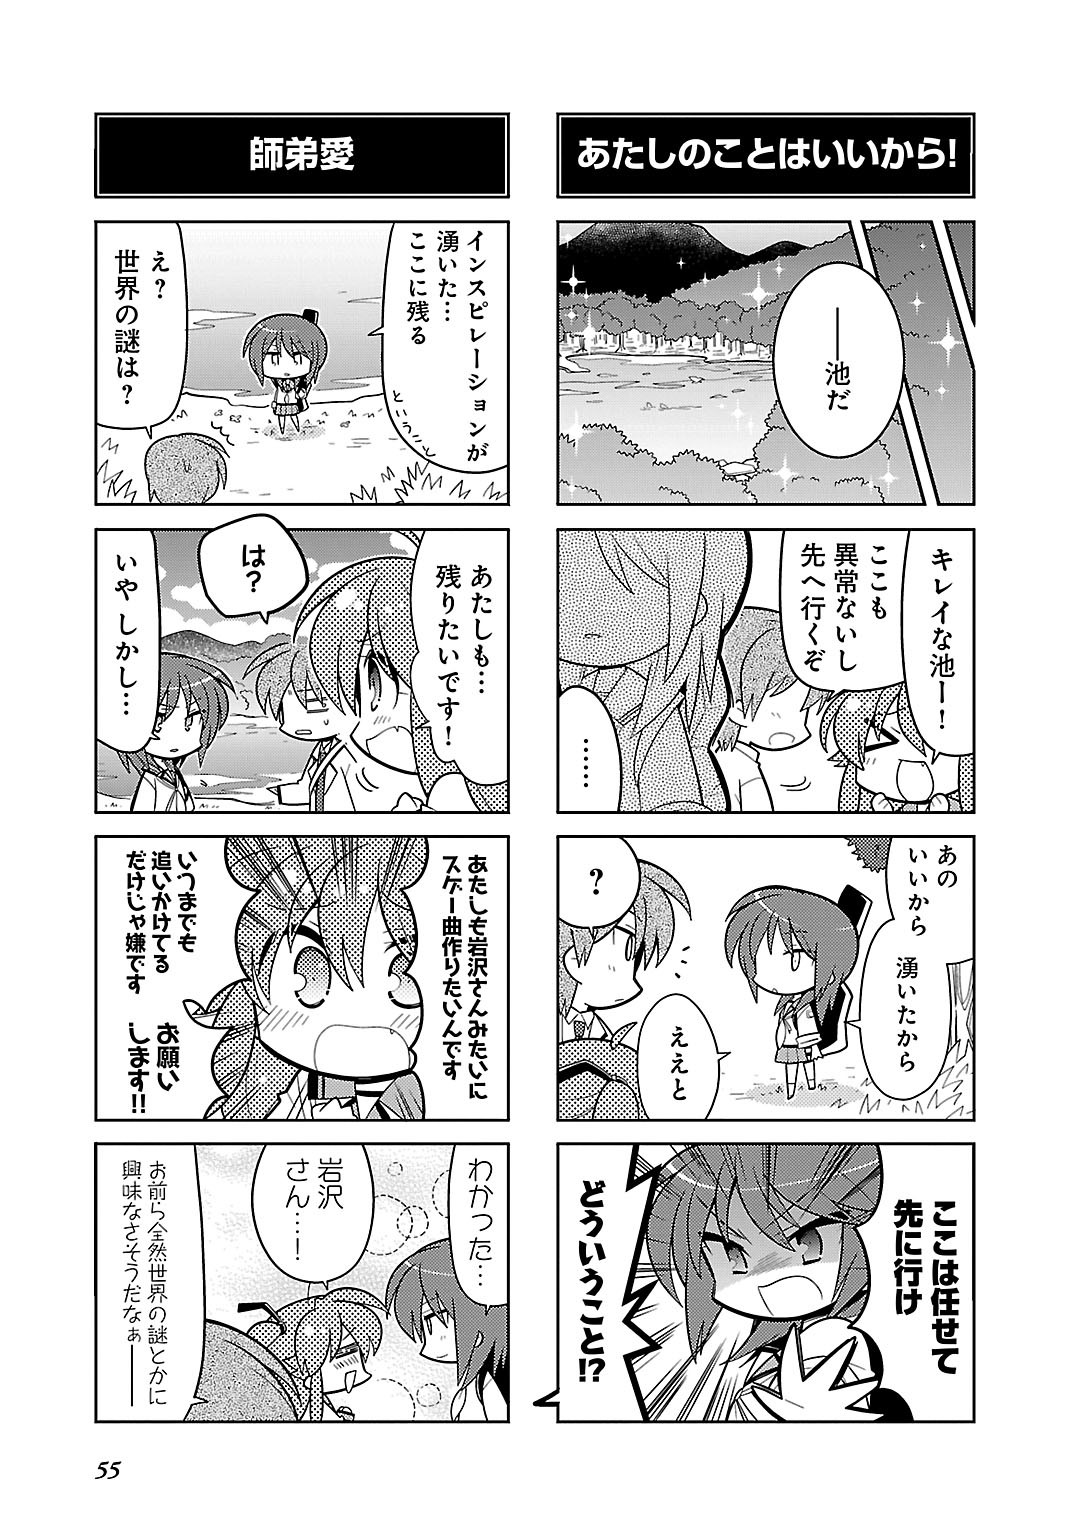 あたしのことはいいから!
――池だ
キレイな池ー!
ここも
異常ないし
先へ行くぞ
……
あの
いいから
湧いたから
?
ええと
ここは任せて
先に行け
どういうこと!?
師弟愛
インスピレーションが
湧いた…
ここに残る
ということ
え?
世界の謎は?
あたしも…
残りたいです!
は?
いや しかし…
あたしも岩沢さんみたいに
スゲー曲作りたいんです
いつまでも
追いかけてる
だけじゃ嫌です
お願い
します!!
わかった…
岩沢
さん…!
お前ら全然世界の謎とかに
興味なさそうだなぁ――
55